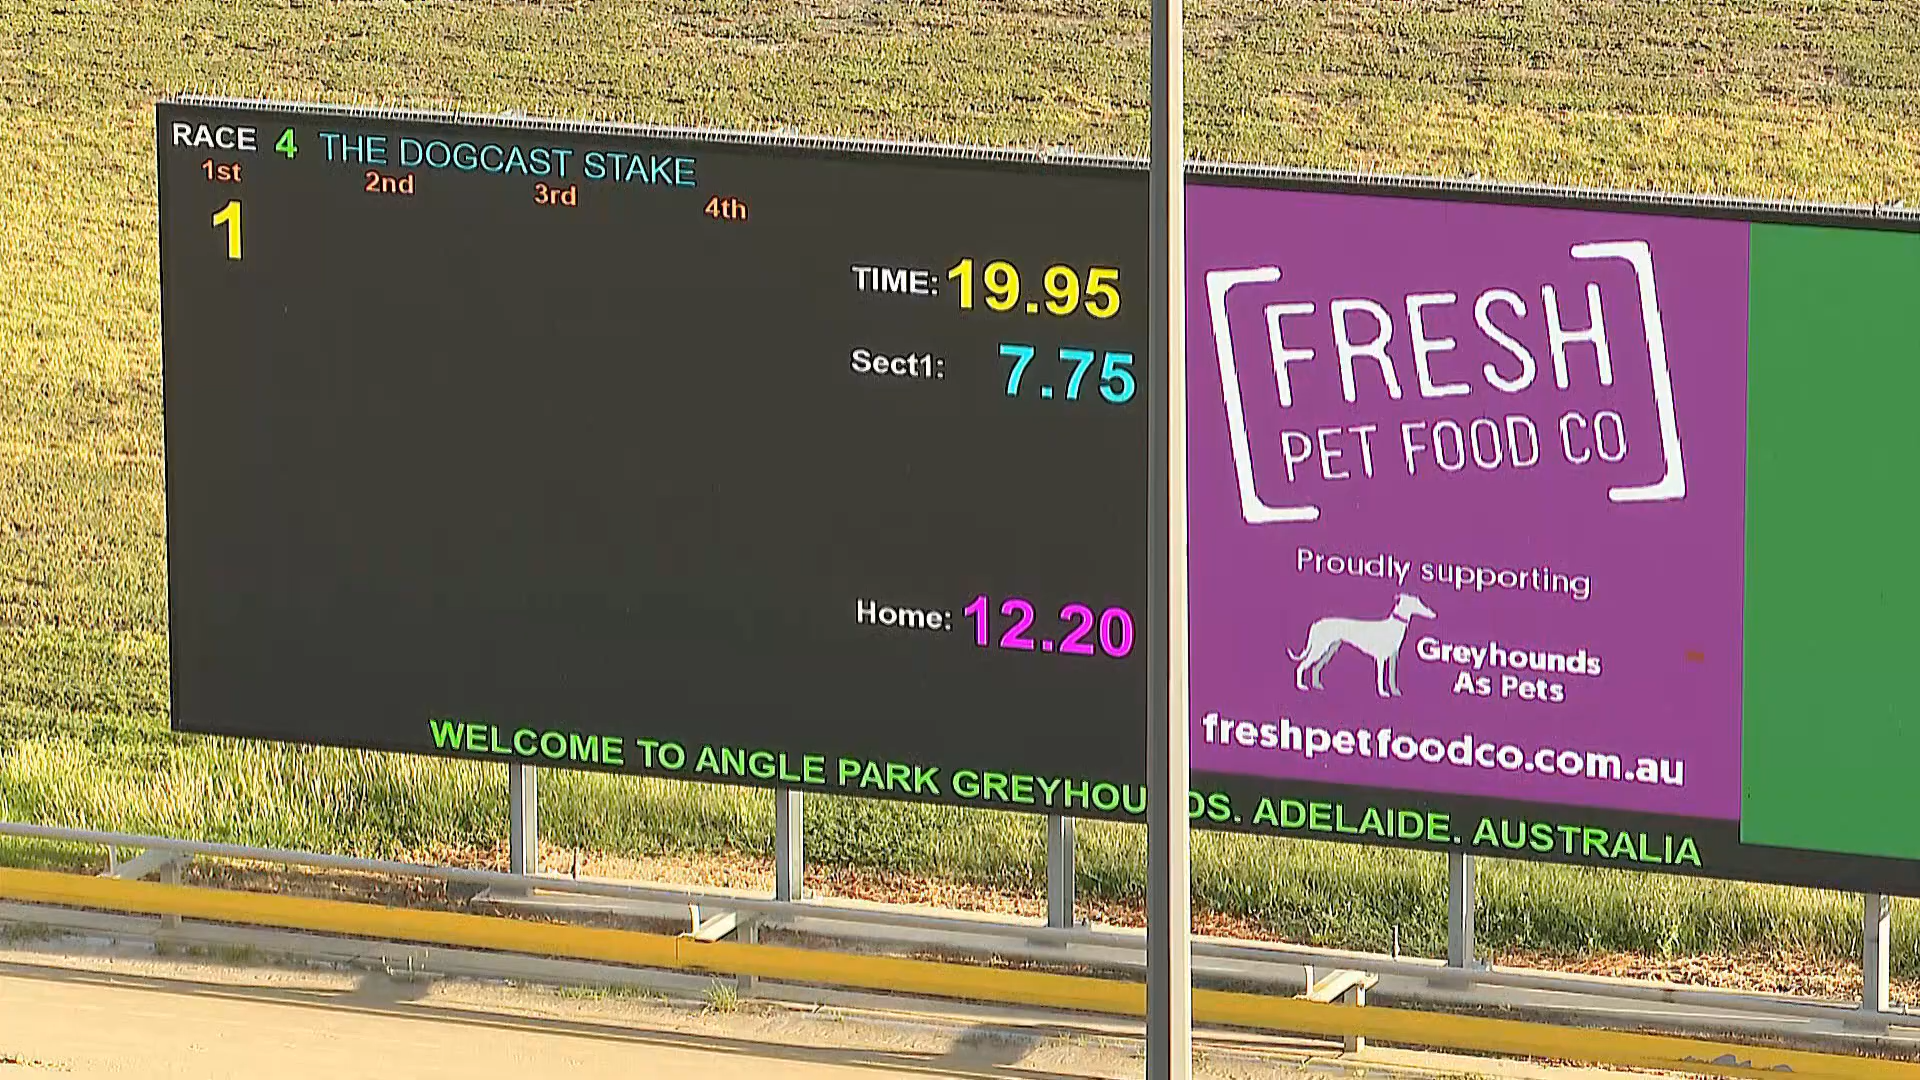 RACE 4 THE DOGCAST STAKE
1st 2nd 3rd 4th
1
TIME: 19.95
Sect1: 7.75
Home: 12.20
WELCOME TO ANGLE PARK GREYHOU DS. ADELAIDE. AUSTRALIA
FRESH
PET FOOD CO
Proudly supporting
Greyhounds
As Pets
freshpetfoodco.com.au